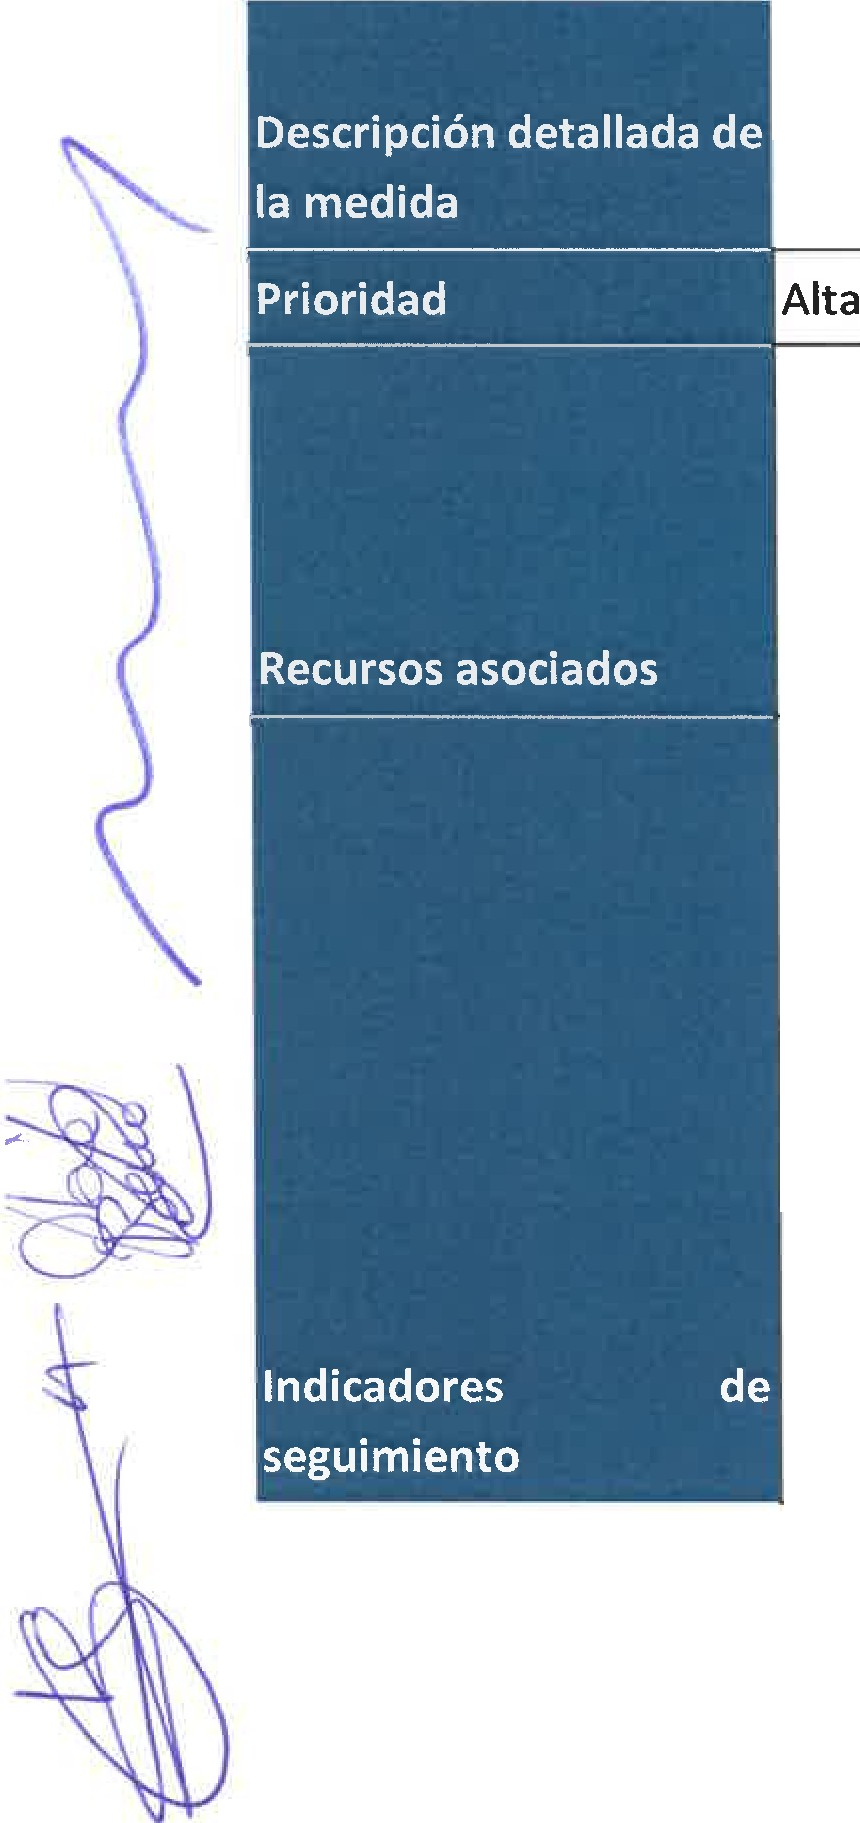 Descripción detallada de
la medida
Prioridad Alta
Recursos asociados
Indicadores de
seguimiento